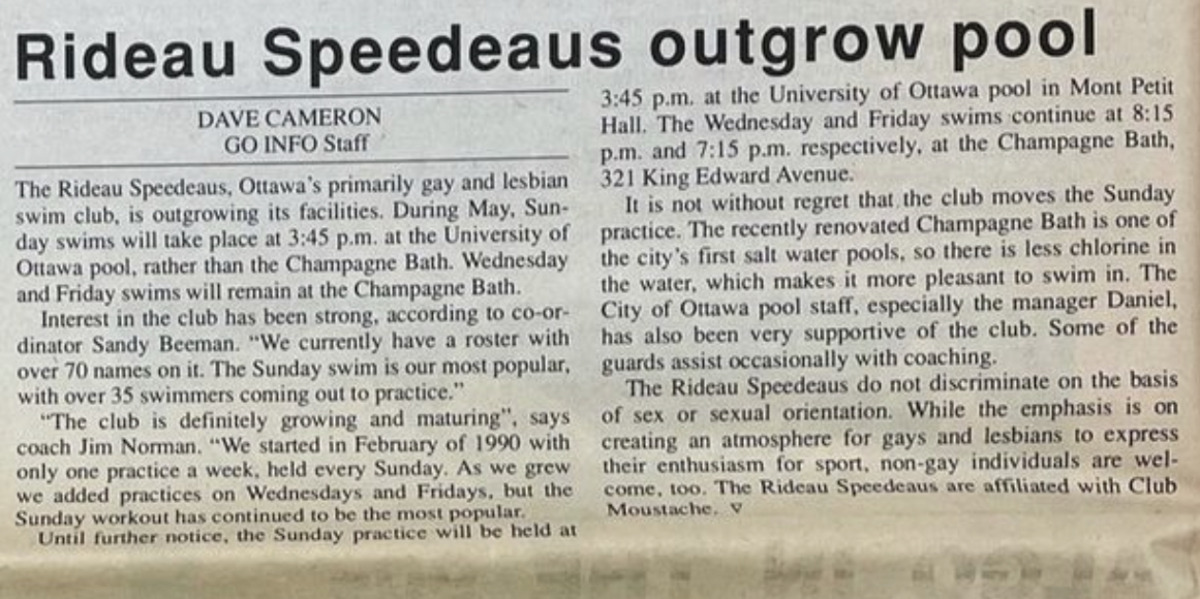 Rideau Speedeaus outgrow pool
DAVE CAMERON
GO INFO Staff
The Rideau Speedeaus, Ottawa's primarily gay and lesbian
swim club, is outgrowing its facilities. During May, Sun-
day swims will take place at 3:45 p.m. at the University of
Ottawa pool, rather than the Champagne Bath. Wednesday
and Friday swims will remain at the Champagne Bath.
Interest in the club has been strong, according to co-or-
dinator Sandy Beeman. "We currently have a roster with
over 70 names on it. The Sunday swim is our most popular,
with over 35 swimmers coming out to practice."
"The club is definitely growing and maturing", says
coach Jim Norman. "We started in February of 1990 with
only one practice a week, held every Sunday. As we grew
we added practices on Wednesdays and Fridays, but the
Sunday workout has continued to be the most popular.
Until further notice, the Sunday practice will be held at
3:45 p.m. at the University of Ottawa pool in Mont Petit
Hall. The Wednesday and Friday swims continue at 8:15
p.m. and 7:15 p.m. respectively, at the Champagne Bath,
321 King Edward Avenue.
It is not without regret that the club moves the Sunday
practice. The recently renovated Champagne Bath is one of
the city's first salt water pools, so there is less chlorine in
the water, which makes it more pleasant to swim in. The
City of Ottawa pool staff, especially the manager Daniel,
has also been very supportive of the club. Some of the
guards assist occasionally with coaching.
The Rideau Speedeaus do not discriminate on the basis
of sex or sexual orientation. While the emphasis is on
creating an atmosphere for gays and lesbians to express
their enthusiasm for sport, non-gay individuals are wel-
come, too. The Rideau Speedeaus are affiliated with Club
Moustache. ▽